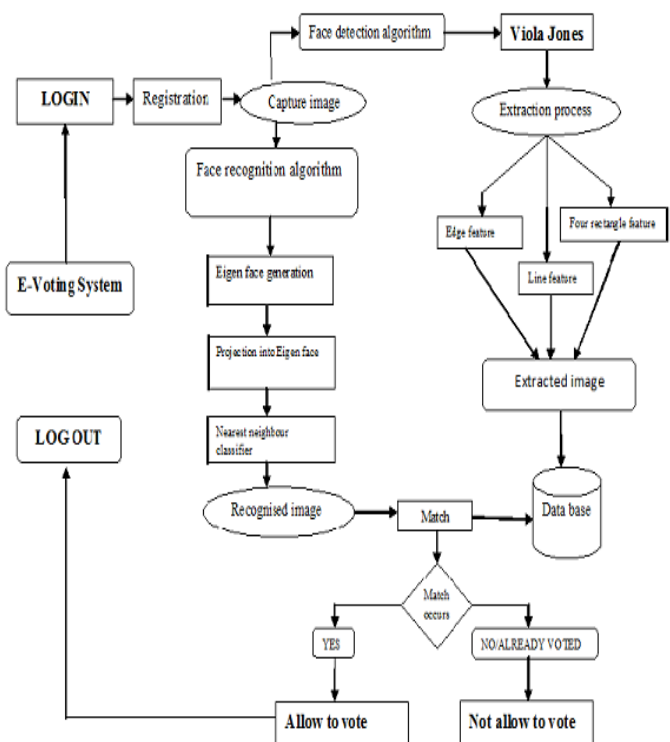 Face detection algorithm
Viola Jones
LOGIN
Registration
Capture image
Extraction process
Face recognition algorithm
Edge feature
Four rectangle feature
E-Voting System
Eigen face generation
Line feature
Projection into Eigen face
Extracted image
LOG OUT
Nearest neighbour
classifier
Recognised image
Match
Data base
Match
occurs
YES
NO/ALREADY VOTED
Allow to vote
Not allow to vote